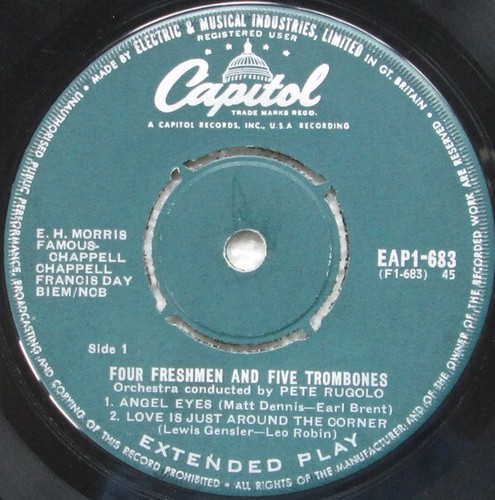 MADE BY ELECTRIC & MUSICAL INDUSTRIES, LIMITED IN GT. BRITAIN • ALL RIGHTS OF THE MANUFACTURER AND OF THE OWNER OF THE RECORDED WORK ARE RESERVED
UNAUTHORISED PUBLIC PERFORMANCE, BROADCASTING AND COPYING OF THIS RECORD PROHIBITED •
REGISTERED USER
Capitol
TRADE MARKS REGD.
A CAPITOL RECORDS, INC., U.S.A RECORDING
E. H. MORRIS
FAMOUS-
CHAPPELL
CHAPPELL
FRANCIS DAY
BIEM/NCB
EAP1-683
(F1-683) 45
Side 1
FOUR FRESHMEN AND FIVE TROMBONES
Orchestra conducted by PETE RUGOLO
1. ANGEL EYES (Matt Dennis—Earl Brent)
2. LOVE IS JUST AROUND THE CORNER
(Lewis Gensler—Leo Robin)
EXTENDED PLAY